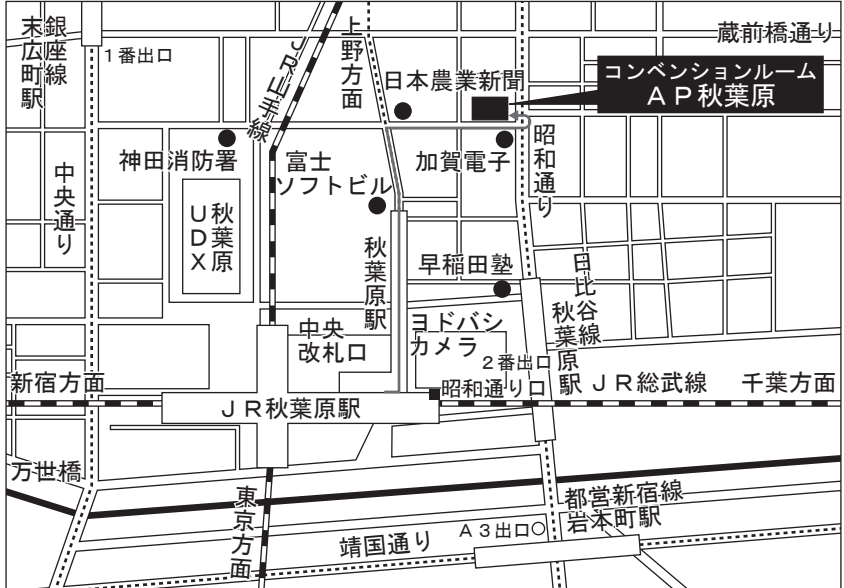 銀座線
末広町駅
1番出口
JR山手線
上野方面
蔵前橋通り
日本農業新聞
コンベンションルーム
AP秋葉原
神田消防署
富士
ソフトビル
加賀電子
昭和通り
中央通り
秋葉原
UDX
秋葉原駅
早稲田塾
日比谷線
秋葉原駅
中央
改札口
ヨドバシ
カメラ
2番出口
新宿方面
JR秋葉原駅
昭和通り口
JR総武線
千葉方面
万世橋
東京方面
都営新宿線
岩本町駅
A3出口
靖国通り